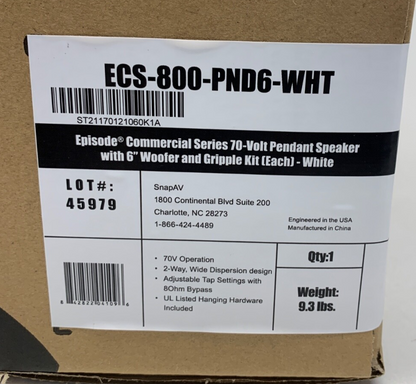 ECS-800-PND6-WHT
ST21170121060K1A
Episode® Commercial Series 70-Volt Pendant Speaker
with 6" Woofer and Gripple Kit (Each) - White
LOT#:
45979
SnapAV
1800 Continental Blvd Suite 200
Charlotte, NC 28273
1-866-424-4489
Engineered in the USA
Manufactured in China
• 70V Operation
• 2-Way, Wide Dispersion design
• Adjustable Tap Settings with
8Ohm Bypass
• UL Listed Hanging Hardware
Included
Qty:1
Weight:
9.3 lbs.